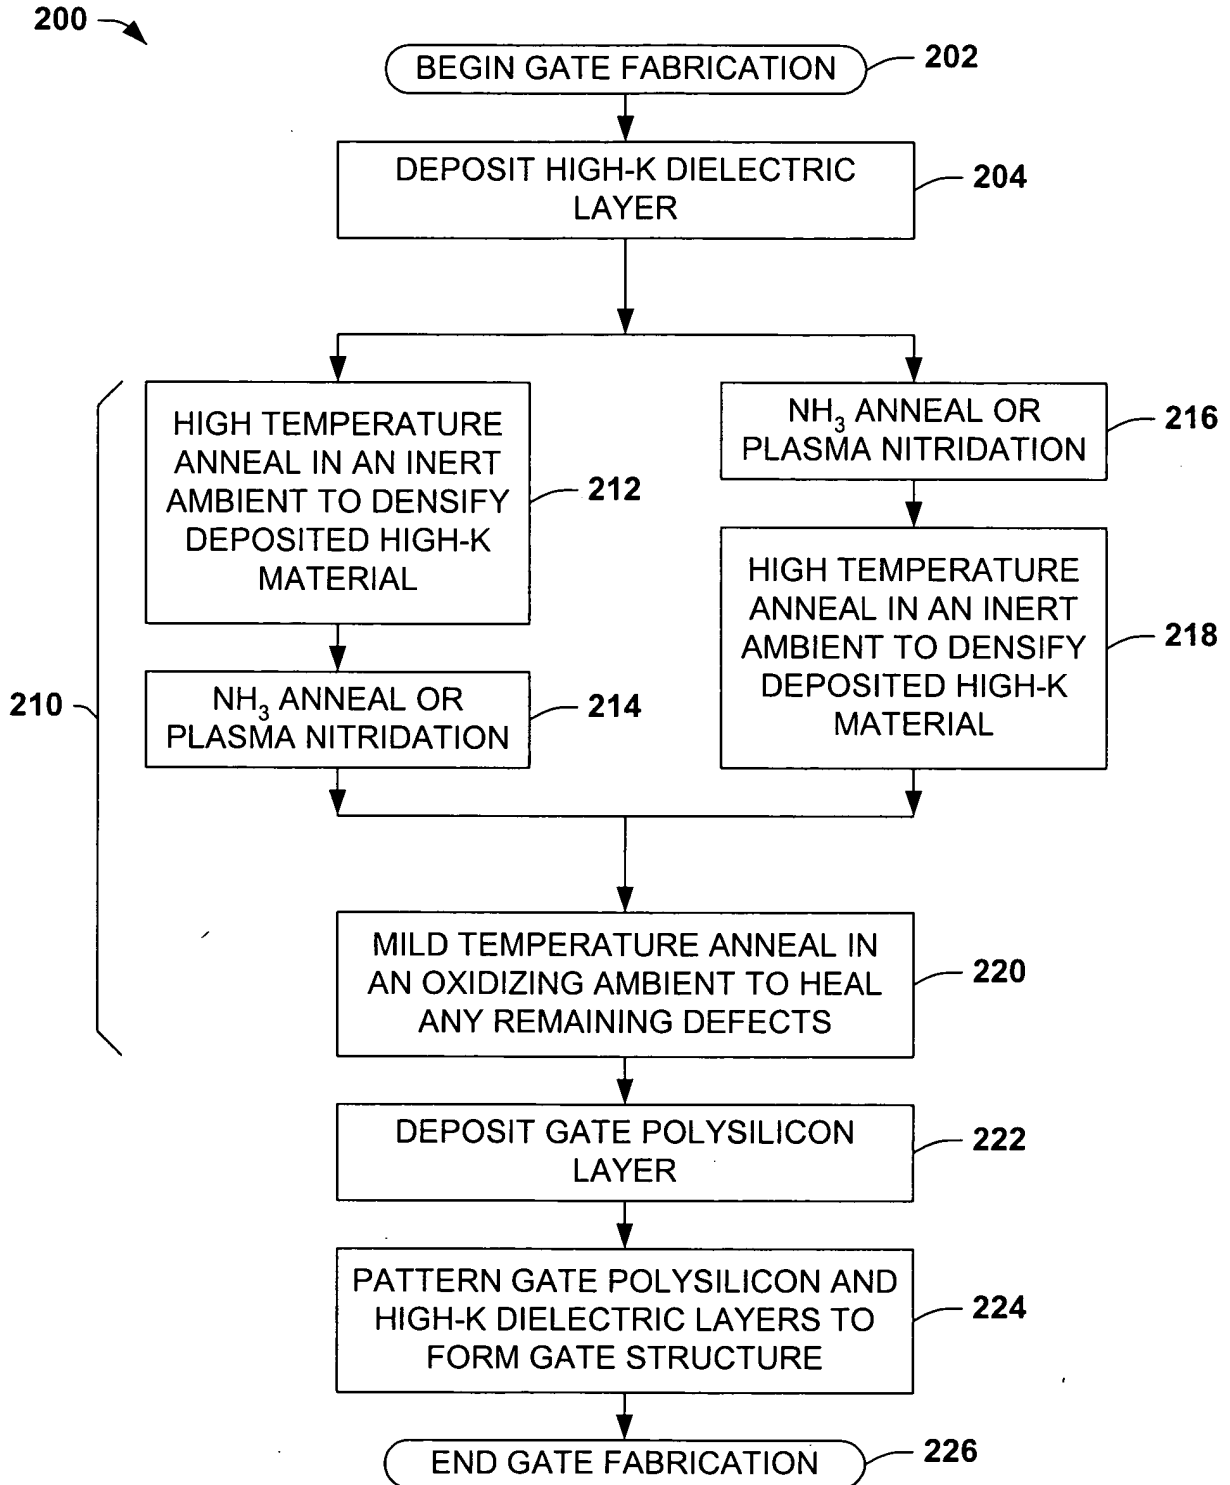 200
BEGIN GATE FABRICATION
202
DEPOSIT HIGH-K DIELECTRIC
LAYER
204
HIGH TEMPERATURE
ANNEAL IN AN INERT
AMBIENT TO DENSIFY
DEPOSITED HIGH-K
MATERIAL
212
NH₃ ANNEAL OR
PLASMA NITRIDATION
214
NH₃ ANNEAL OR
PLASMA NITRIDATION
216
HIGH TEMPERATURE
ANNEAL IN AN INERT
AMBIENT TO DENSIFY
DEPOSITED HIGH-K
MATERIAL
218
210
MILD TEMPERATURE ANNEAL IN
AN OXIDIZING AMBIENT TO HEAL
ANY REMAINING DEFECTS
220
DEPOSIT GATE POLYSILICON
LAYER
222
PATTERN GATE POLYSILICON AND
HIGH-K DIELECTRIC LAYERS TO
FORM GATE STRUCTURE
224
END GATE FABRICATION
226